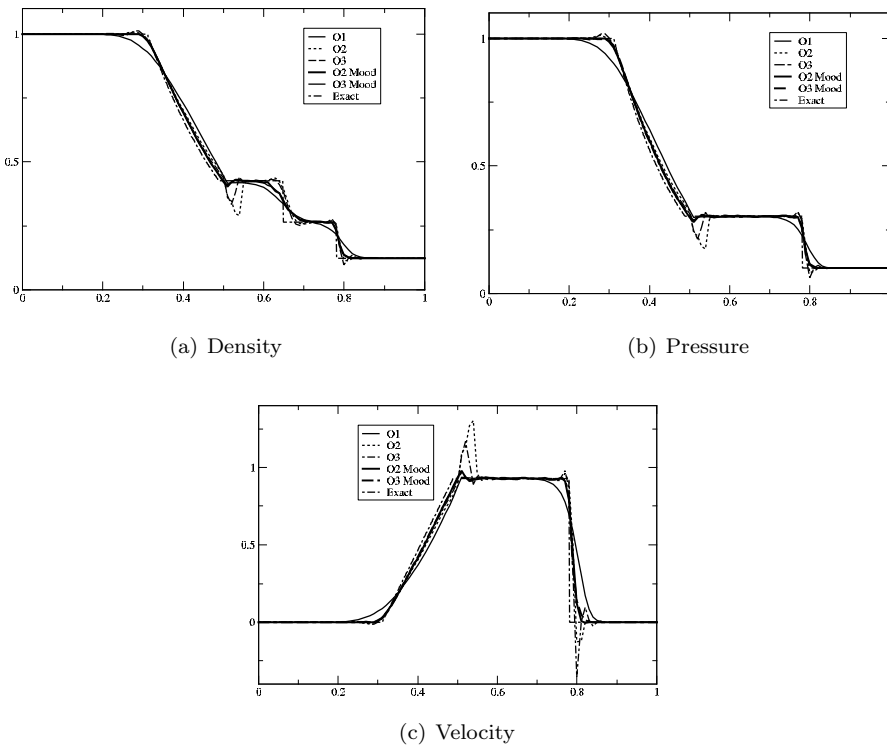 1
0.5
0
0
0.2
0.4
0.6
0.8
1
O1
O2
O3
O2 Mood
O3 Mood
Exact
(a) Density
1
0.5
0
0
0.2
0.4
0.6
0.8
O1
O2
O3
O2 Mood
O3 Mood
Exact
(b) Pressure
1
0.5
0
0
0.2
0.4
0.6
0.8
1
O1
O2
O3
O2 Mood
O3 Mood
Exact
(c) Velocity